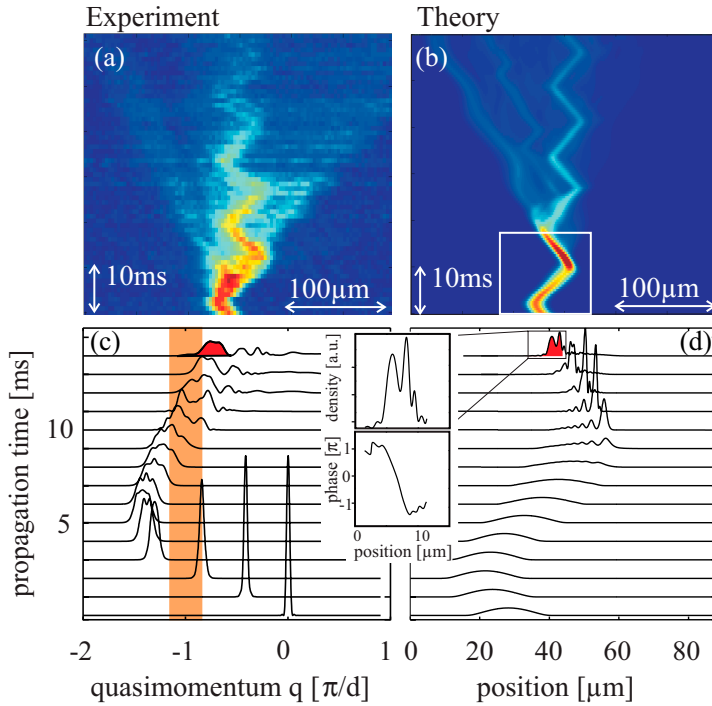 Experiment
Theory
(a)
(b)
10ms
100µm
10ms
100µm
(c)
(d)
density [a.u.]
phase [π]
1
0
-1
0
10
position [µm]
propagation time [ms]
10
5
-2
-1
0
1
0
20
40
60
80
quasimomentum q [π/d]
position [µm]